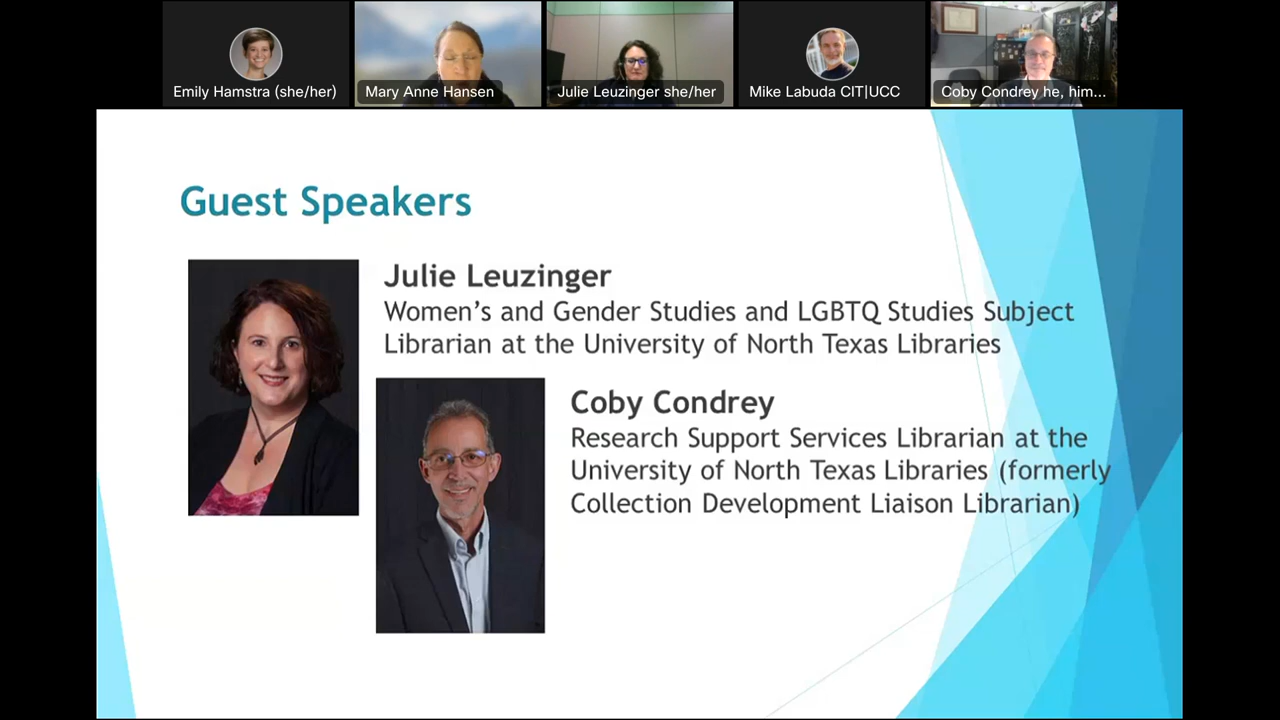 Emily Hamstra (she/her)
Mary Anne Hansen
Julie Leuzinger she/her
Mike Labuda CIT|UCC
Coby Condrey he, him...
Guest Speakers
Julie Leuzinger
Women's and Gender Studies and LGBTQ Studies Subject
Librarian at the University of North Texas Libraries
Coby Condrey
Research Support Services Librarian at the
University of North Texas Libraries (formerly
Collection Development Liaison Librarian)